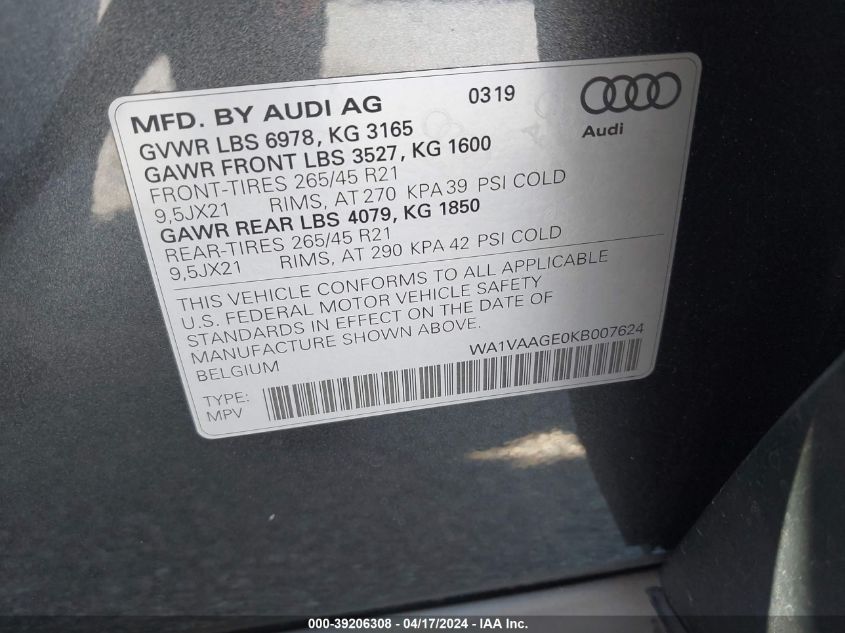 MFD. BY AUDI AG 0319
Audi
GVWR LBS 6978, KG 3165
GAWR FRONT LBS 3527, KG 1600
FRONT-TIRES 265/45 R21
9,5JX21 RIMS, AT 270 KPA 39 PSI COLD
GAWR REAR LBS 4079, KG 1850
REAR-TIRES 265/45 R21
9,5JX21 RIMS, AT 290 KPA 42 PSI COLD
THIS VEHICLE CONFORMS TO ALL APPLICABLE
U.S. FEDERAL MOTOR VEHICLE SAFETY
STANDARDS IN EFFECT ON THE DATE OF
MANUFACTURE SHOWN ABOVE.
WA1VAAGE0KB007624
BELGIUM
TYPE:
MPV
000-39206308 - 04/17/2024 - IAA Inc.